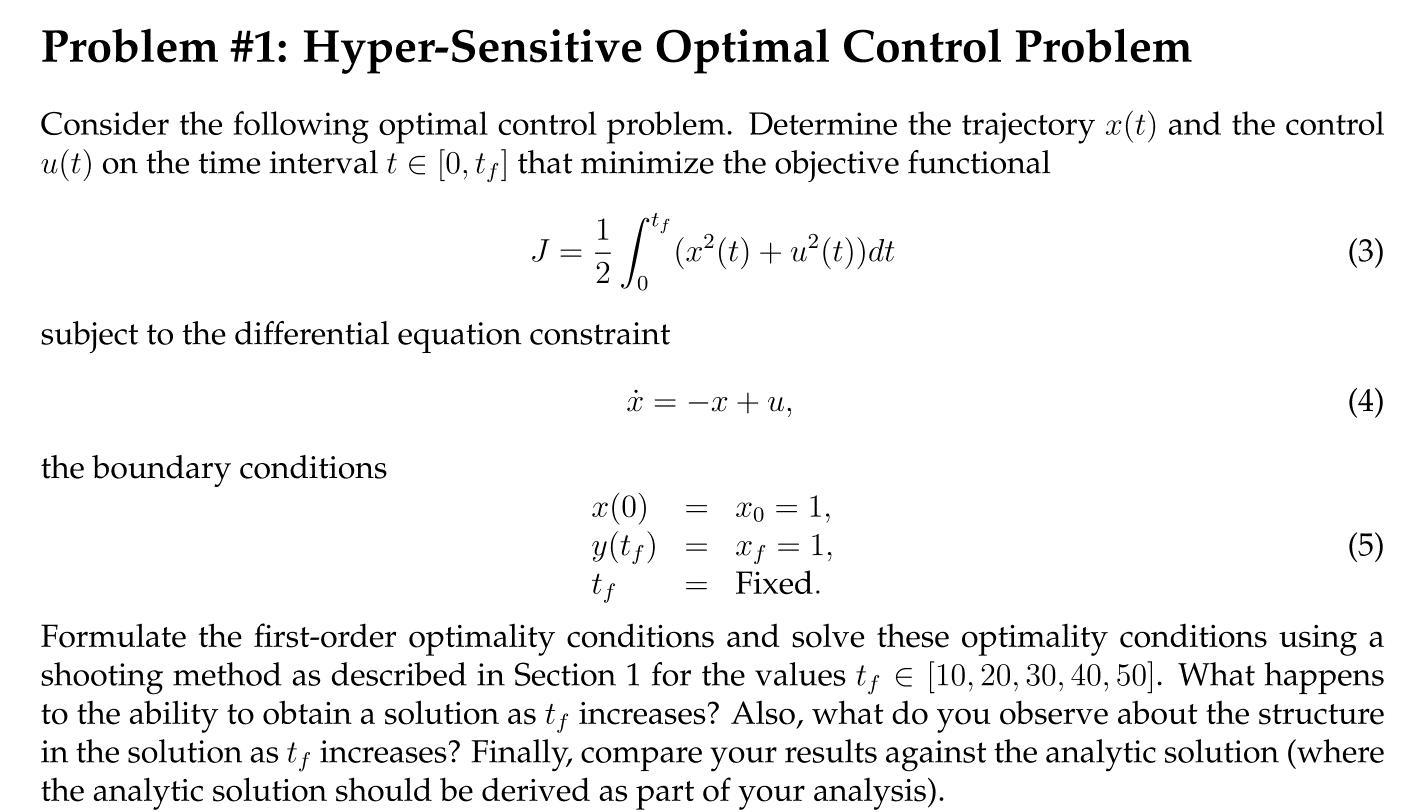 Problem #1: Hyper-Sensitive Optimal Control Problem
Consider the following optimal control problem. Determine the trajectory x(t) and the control
u(t) on the time interval t ∈ [0, t_f] that minimize the objective functional
J = \frac{1}{2} \int_0^{t_f} (x^2(t) + u^2(t))dt (3)
subject to the differential equation constraint
\dot{x} = -x + u, (4)
the boundary conditions
x(0) = x_0 = 1,
y(t_f) = x_f = 1, (5)
t_f = Fixed.
Formulate the first-order optimality conditions and solve these optimality conditions using a
shooting method as described in Section 1 for the values t_f ∈ [10, 20, 30, 40, 50]. What happens
to the ability to obtain a solution as t_f increases? Also, what do you observe about the structure
in the solution as t_f increases? Finally, compare your results against the analytic solution (where
the analytic solution should be derived as part of your analysis).